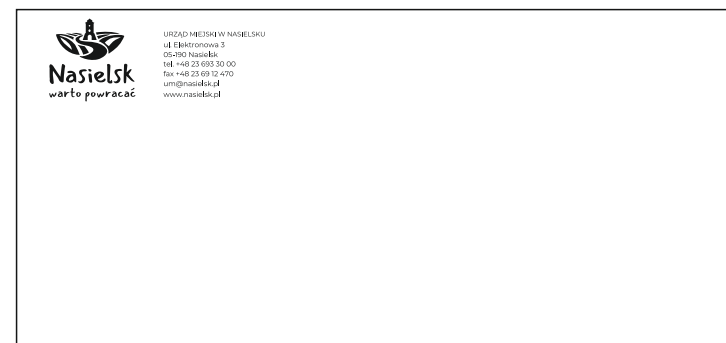 Nasielsk
warto powracać
URZĄD MIEJSKI W NASIELSKU
ul. Elektronowa 3
05-190 Nasielsk
tel. +48 23 693 30 00
fax +48 23 69 12 470
um@nasielsk.pl
www.nasielsk.pl